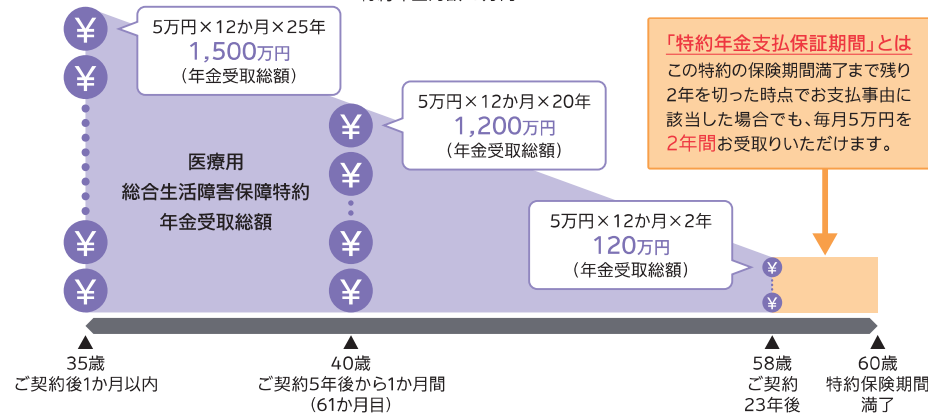 5万円×12か月×25年
1,500万円
（年金受取総額）
5万円×12か月×20年
1,200万円
（年金受取総額）
5万円×12か月×2年
120万円
（年金受取総額）
「特約年金支払保証期間」とは
この特約の保険期間満了まで残り
2年を切った時点でお支払事由に
該当した場合でも、毎月5万円を
2年間お受取りいただけます。
医療用
総合生活障害保障特約
年金受取総額
¥
¥
¥
¥
¥
¥
¥
¥
¥
¥
35歳
ご契約後1か月以内
40歳
ご契約5年後から1か月間
（61か月目）
58歳
ご契約
23年後
60歳
特約保険期間
満了